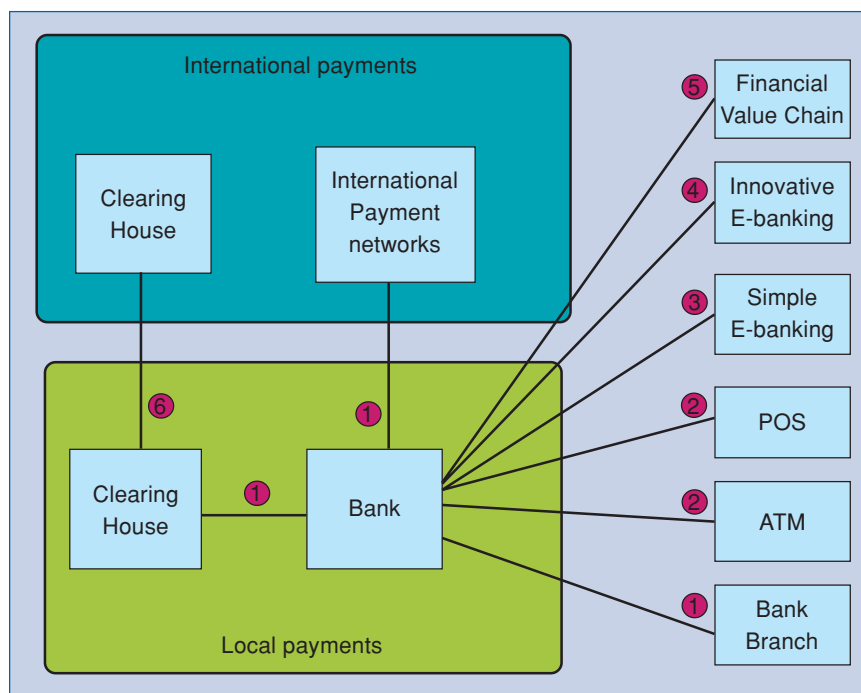 International payments
Clearing
House
International
Payment
networks
6
1
Clearing
House
1
Bank
Local payments
5
Financial
Value Chain
4
Innovative
E-banking
3
Simple
E-banking
2
POS
2
ATM
1
Bank
Branch